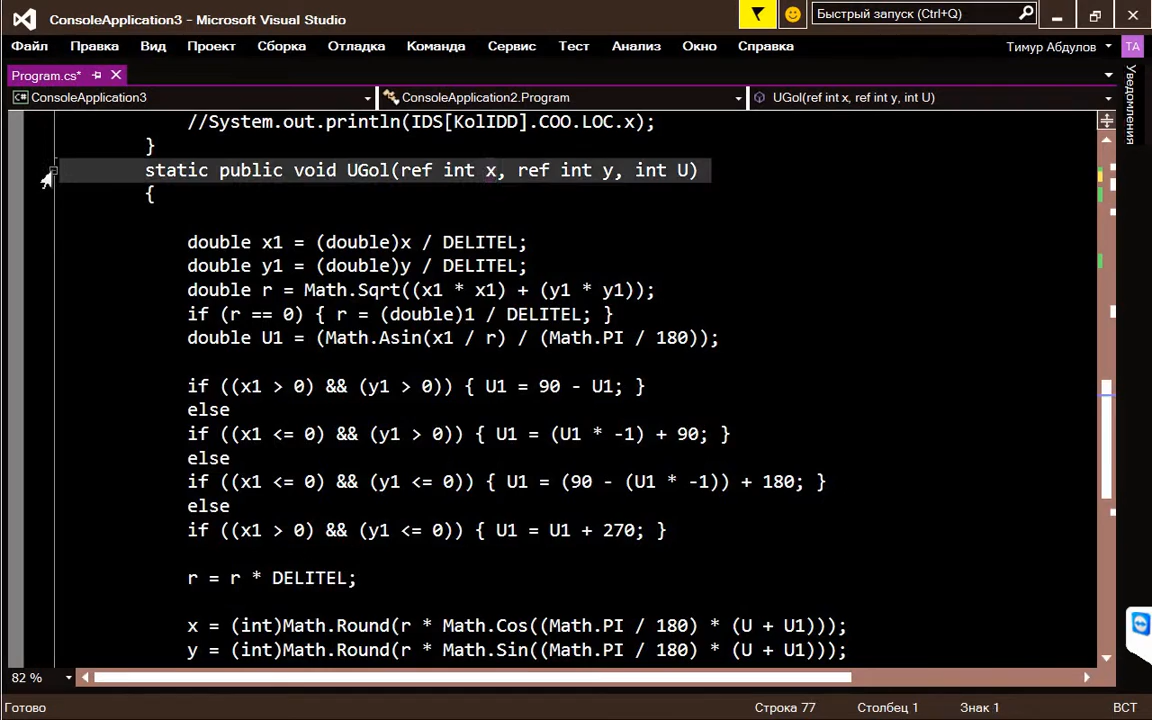 ConsoleApplication3 - Microsoft Visual Studio
Быстрый запуск (Ctrl+Q)
Файл Правка Вид Проект Сборка Отладка Команда Сервис Тест Анализ Окно Справка Тимур Абдулов TA
Program.cs*
Уведомления
ConsoleApplication3 ConsoleApplication2.Program UGol(ref int x, ref int y, int U)
//System.out.println(IDS[KolIDD].COO.LOC.x);
}
static public void UGol(ref int x, ref int y, int U)
{
double x1 = (double)x / DELITEL;
double y1 = (double)y / DELITEL;
double r = Math.Sqrt((x1 * x1) + (y1 * y1));
if (r == 0) { r = (double)1 / DELITEL; }
double U1 = (Math.Asin(x1 / r) / (Math.PI / 180));
if ((x1 > 0) && (y1 > 0)) { U1 = 90 - U1; }
else
if ((x1 <= 0) && (y1 > 0)) { U1 = (U1 * -1) + 90; }
else
if ((x1 <= 0) && (y1 <= 0)) { U1 = (90 - (U1 * -1)) + 180; }
else
if ((x1 > 0) && (y1 <= 0)) { U1 = U1 + 270; }
r = r * DELITEL;
x = (int)Math.Round(r * Math.Cos((Math.PI / 180) * (U + U1)));
y = (int)Math.Round(r * Math.Sin((Math.PI / 180) * (U + U1)));
82 %
Готово Строка 77 Столбец 1 Знак 1 ВСТ